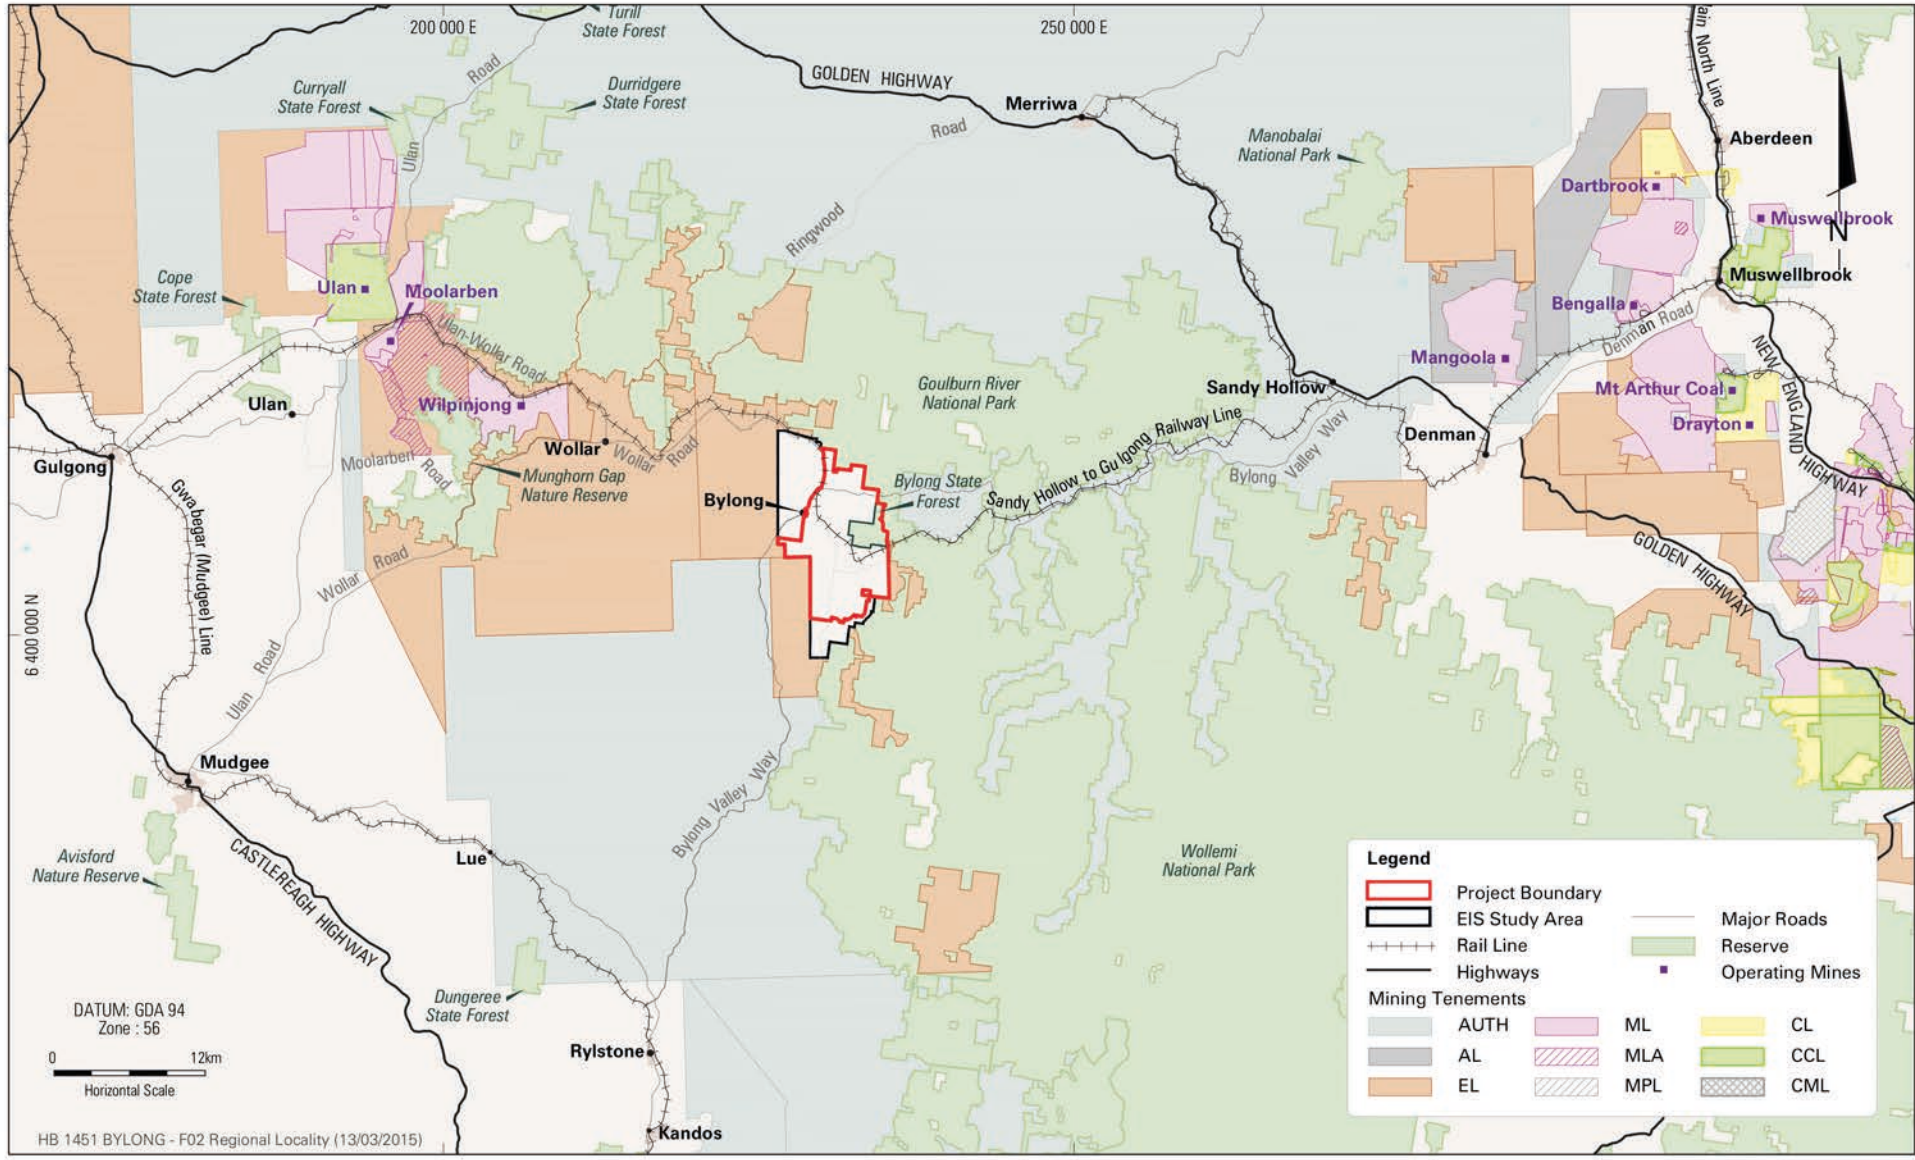 Turill
State Forest
200 000 E
250 000 E
GOLDEN HIGHWAY
Main North Line
Curryall
State Forest
Road
Durridgere
State Forest
Merriwa
Road
Manobalai
National Park
Aberdeen
Ulan
Dartbrook
Muswellbrook
N
Ringwood
Cope
State Forest
Ulan
Moolarben
Muswellbrook
Bengalla
Denman Road
Ulan-Wollar Road
Mangoola
NEW ENGLAND HIGHWAY
Goulburn River
National Park
Sandy Hollow
Mt Arthur Coal
Ulan
Wilpinjong
Drayton
Denman
Sandy Hollow to Gulgong Railway Line
Bylong Valley Way
Wollar
Wollar Road
Gulgong
Moolarben Road
Munghorn Gap
Nature Reserve
Bylong
Bylong State
Forest
Gwabegar (Mudgee) Line
GOLDEN HIGHWAY
Wollar Road
6 400 000 N
Ulan Road
Mudgee
Bylong Valley Way
Lue
Avisford
Nature Reserve
CASTLEREAGH HIGHWAY
Wollemi
National Park
Dungeree
State Forest
Rylstone
Kandos
DATUM: GDA 94
Zone : 56
0 12km
Horizontal Scale
HB 1451 BYLONG - F02 Regional Locality (13/03/2015)
Legend
Project Boundary
EIS Study Area
Rail Line
Highways
Major Roads
Reserve
Operating Mines
Mining Tenements
AUTH ML CL
AL MLA CCL
EL MPL CML